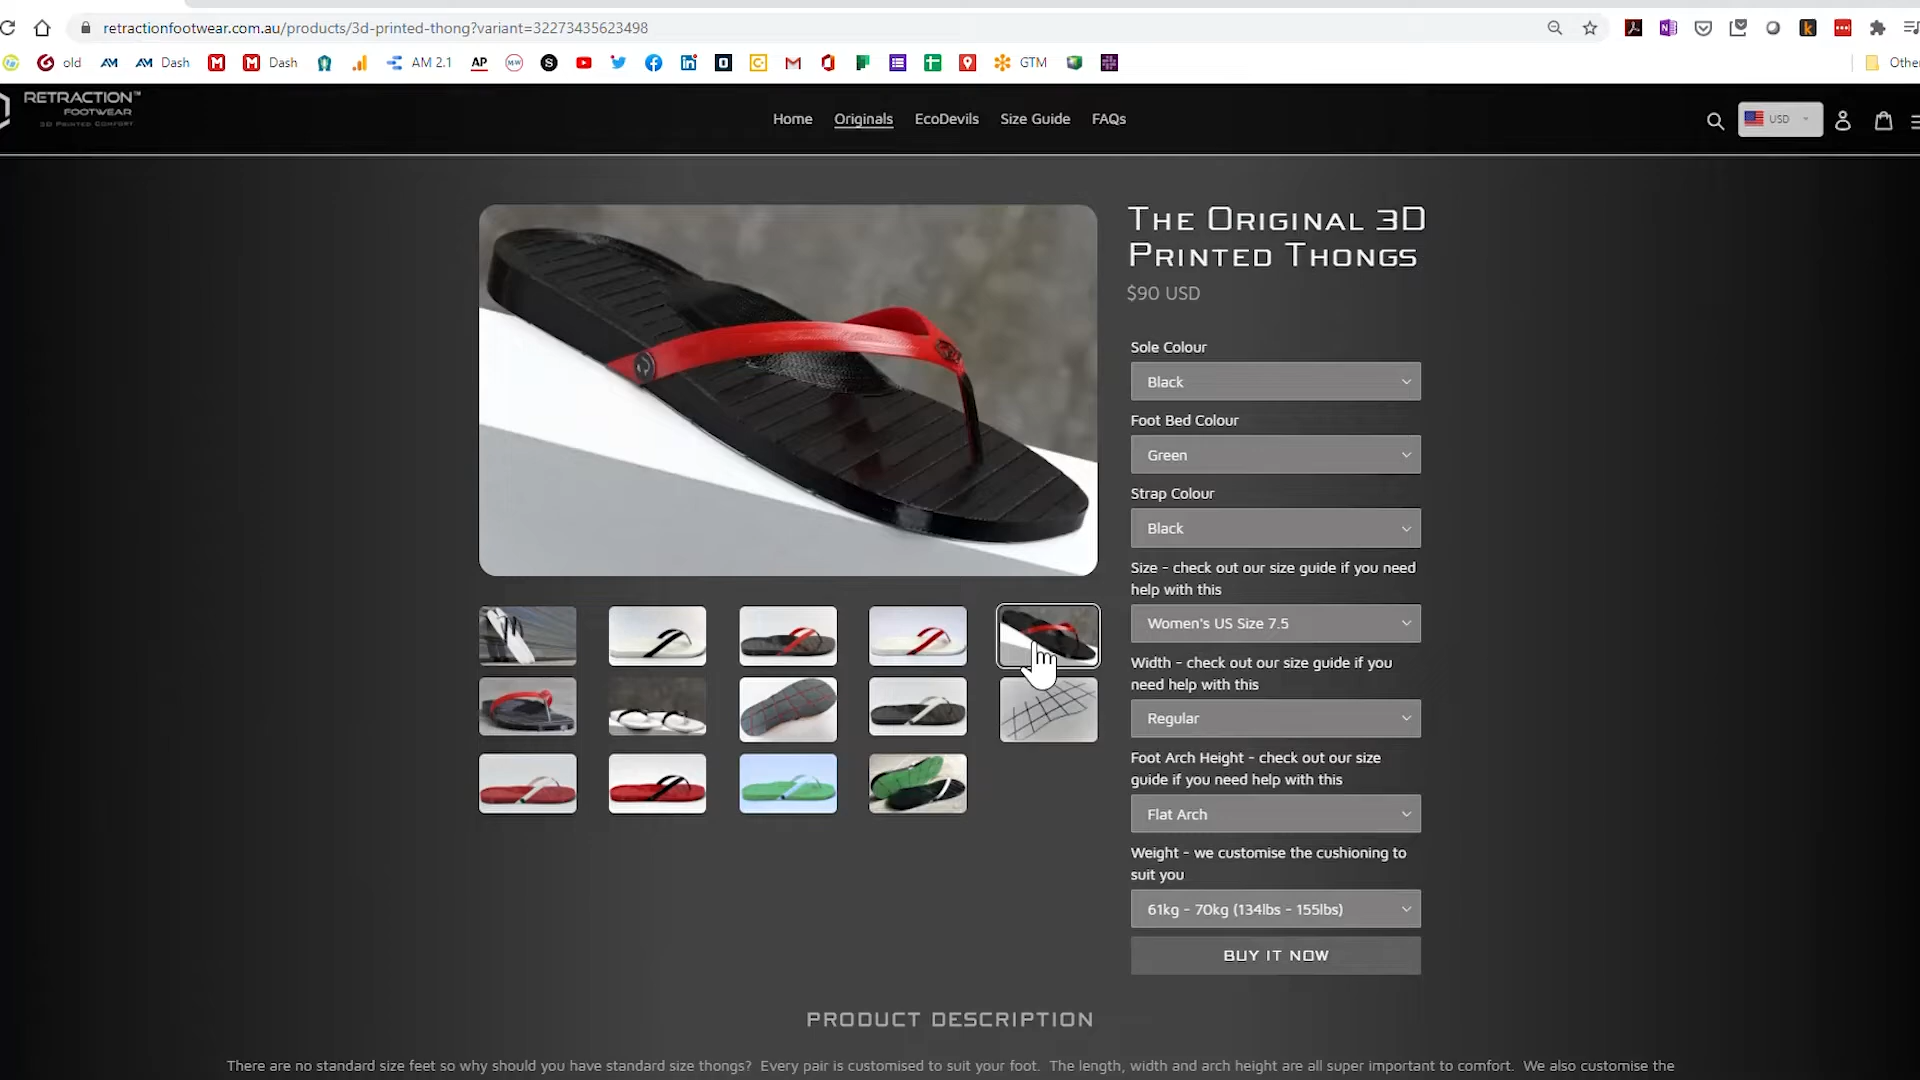 retractionfootwear.com.au/products/3d-printed-thong?variant=32273435623498
old
Dash
Dash
AM 2.1
AP
GTM
Other
RETRACTION™
FOOTWEAR
3D PRINTED COMFORT
Home
Originals
EcoDevils
Size Guide
FAQs
USD
THE ORIGINAL 3D
PRINTED THONGS
$90 USD
Sole Colour
Black
Foot Bed Colour
Green
Strap Colour
Black
Size - check out our size guide if you need
help with this
Women's US Size 7.5
Width - check out our size guide if you
need help with this
Regular
Foot Arch Height - check out our size
guide if you need help with this
Flat Arch
Weight - we customise the cushioning to
suit you
61kg - 70kg (134lbs - 155lbs)
BUY IT NOW
PRODUCT DESCRIPTION
There are no standard size feet so why should you have standard size thongs? Every pair is customised to suit your foot. The length, width and arch height are all super important to comfort. We also customise the